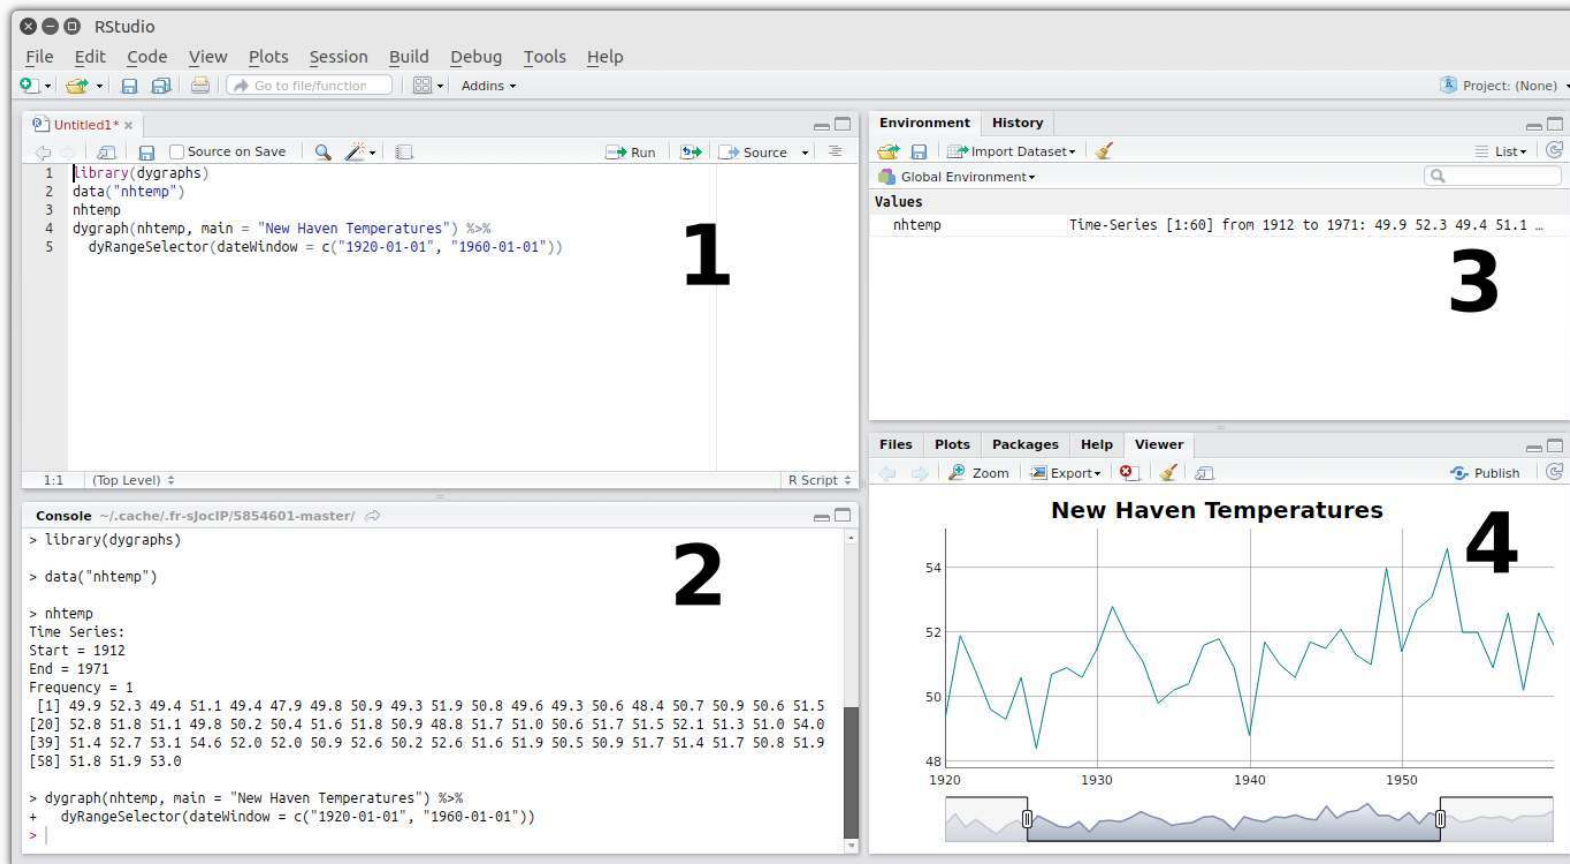 RStudio
File Edit Code View Plots Session Build Debug Tools Help
Go to file/function Addins Project: (None)
Untitled1*
Source on Save Run Source
1 library(dygraphs)
2 data("nhtemp")
3 nhtemp
4 dygraph(nhtemp, main = "New Haven Temperatures") %>%
5 dyRangeSelector(dateWindow = c("1920-01-01", "1960-01-01"))
1
1:1 (Top Level) R Script
Console ~/.cache/.fr-sJocIP/5854601-master/
> library(dygraphs)
> data("nhtemp")
> nhtemp
Time Series:
Start = 1912
End = 1971
Frequency = 1
[1] 49.9 52.3 49.4 51.1 49.4 47.9 49.8 50.9 49.3 51.9 50.8 49.6 49.3 50.6 48.4 50.7 50.9 50.6 51.5
[20] 52.8 51.8 51.1 49.8 50.2 50.4 51.6 51.8 50.9 48.8 51.7 51.0 50.6 51.7 51.5 52.1 51.3 51.0 54.0
[39] 51.4 52.7 53.1 54.6 52.0 52.0 50.9 52.6 50.2 52.6 51.6 51.9 50.5 50.9 51.7 51.4 51.7 50.8 51.9
[58] 51.8 51.9 53.0
> dygraph(nhtemp, main = "New Haven Temperatures") %>%
+ dyRangeSelector(dateWindow = c("1920-01-01", "1960-01-01"))
>
2
Environment History
Import Dataset List
Global Environment
Values
nhtemp Time-Series [1:60] from 1912 to 1971: 49.9 52.3 49.4 51.1 …
3
Files Plots Packages Help Viewer
Zoom Export Publish
New Haven Temperatures
4
54
52
50
48
1920 1930 1940 1950